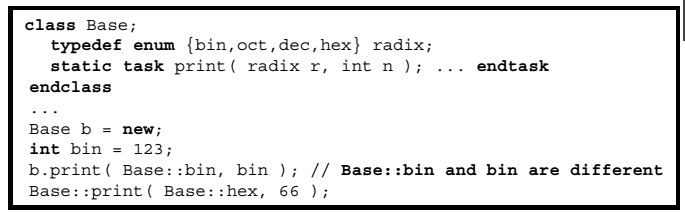 class Base;
typedef enum {bin,oct,dec,hex} radix;
static task print( radix r, int n ); ... endtask
endclass
...
Base b = new;
int bin = 123;
b.print( Base::bin, bin ); // Base::bin and bin are different
Base::print( Base::hex, 66 );